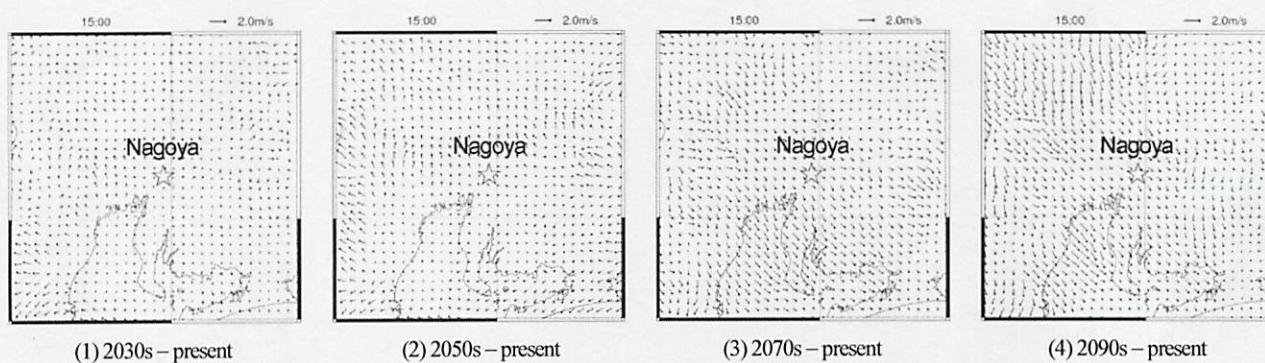 15:00 2.0m/s
15:00 2.0m/s
15:00 2.0m/s
15:00 2.0m/s
Nagoya
Nagoya
Nagoya
Nagoya
(1) 2030s – present
(2) 2050s – present
(3) 2070s – present
(4) 2090s – present